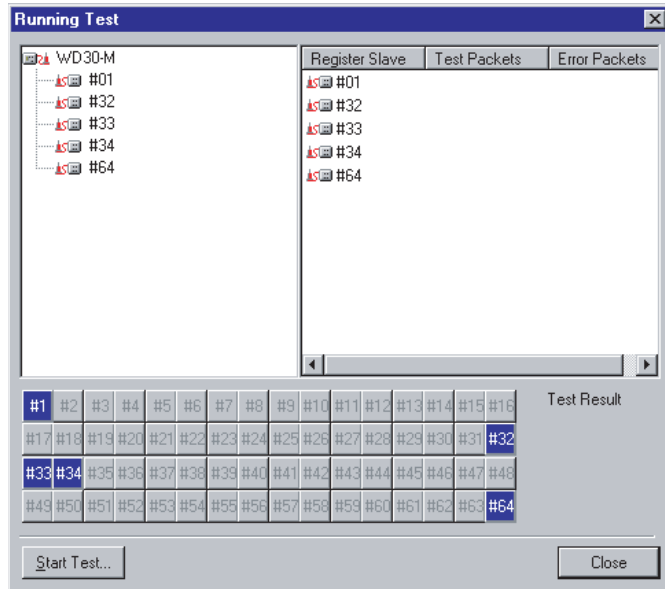 Running Test
WD30-M
#01
#32
#33
#34
#64
Register Slave Test Packets Error Packets
#01
#32
#33
#34
#64
#1 #2 #3 #4 #5 #6 #7 #8 #9 #10 #11 #12 #13 #14 #15 #16
#17 #18 #19 #20 #21 #22 #23 #24 #25 #26 #27 #28 #29 #30 #31 #32
#33 #34 #35 #36 #37 #38 #39 #40 #41 #42 #43 #44 #45 #46 #47 #48
#49 #50 #51 #52 #53 #54 #55 #56 #57 #58 #59 #60 #61 #62 #63 #64
Test Result
Start Test...
Close